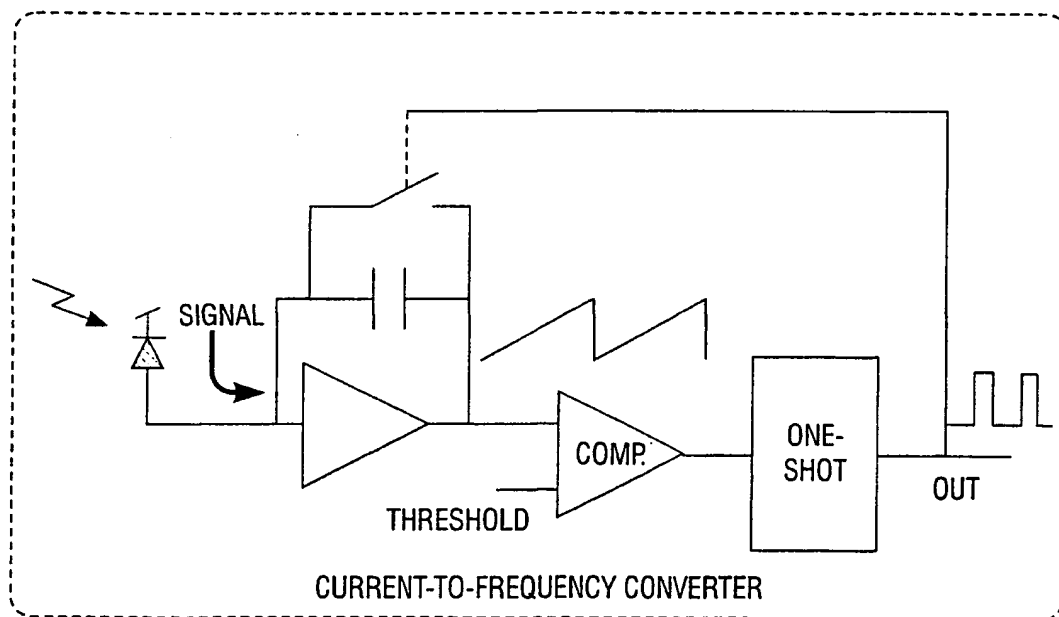 SIGNAL
COMP.
THRESHOLD
ONE-
SHOT
OUT
CURRENT-TO-FREQUENCY CONVERTER